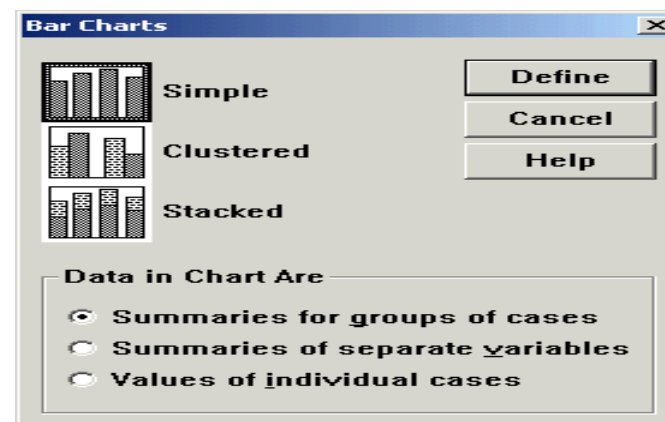 Bar Charts
Simple
Define
Cancel
Clustered
Help
Stacked
Data in Chart Are
Summaries for groups of cases
Summaries of separate variables
Values of individual cases